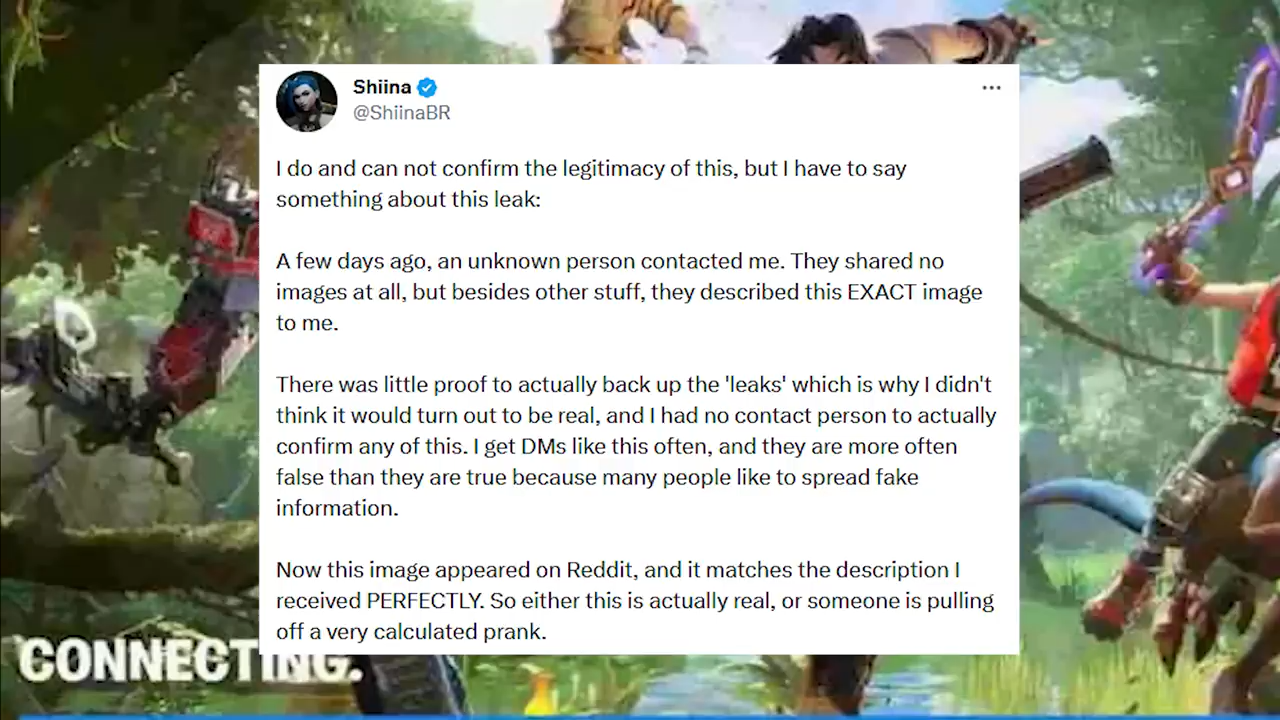 Shiina
@ShiinaBR
I do and can not confirm the legitimacy of this, but I have to say
something about this leak:
A few days ago, an unknown person contacted me. They shared no
images at all, but besides other stuff, they described this EXACT image
to me.
There was little proof to actually back up the 'leaks' which is why I didn't
think it would turn out to be real, and I had no contact person to actually
confirm any of this. I get DMs like this often, and they are more often
false than they are true because many people like to spread fake
information.
Now this image appeared on Reddit, and it matches the description I
received PERFECTLY. So either this is actually real, or someone is pulling
off a very calculated prank.
CONNECTING.